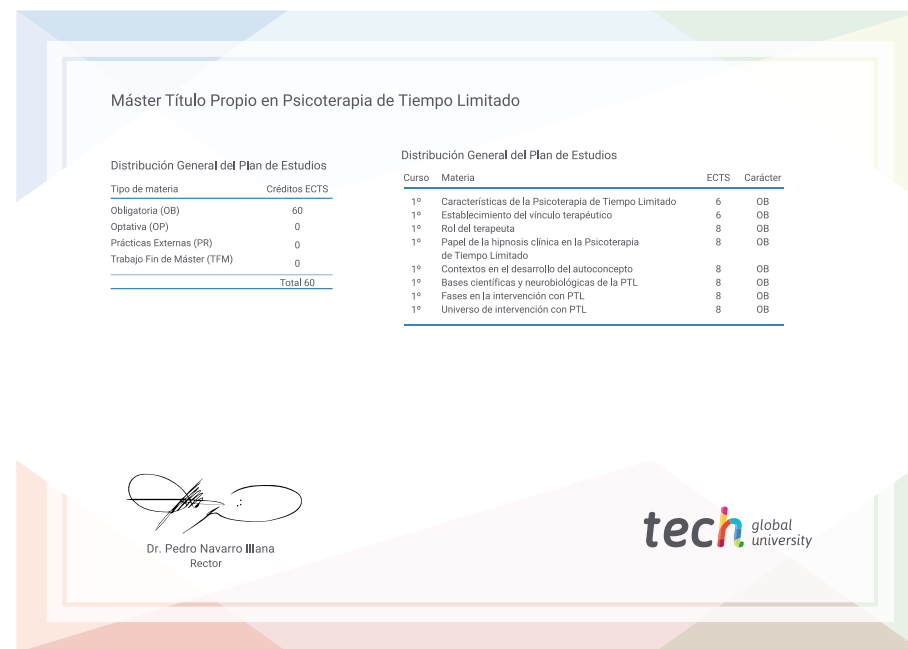 Máster Título Propio en Psicoterapia de Tiempo Limitado
Distribución General del Plan de Estudios
Tipo de materia Créditos ECTS
Obligatoria (OB) 60
Optativa (OP) 0
Prácticas Externas (PR) 0
Trabajo Fin de Máster (TFM) 0
Total 60
Distribución General del Plan de Estudios
Curso Materia ECTS Carácter
1º Características de la Psicoterapia de Tiempo Limitado 6 OB
1º Establecimiento del vínculo terapéutico 6 OB
1º Rol del terapeuta 8 OB
1º Papel de la hipnosis clínica en la Psicoterapia 8 OB
de Tiempo Limitado
1º Contextos en el desarrollo del autoconcepto 8 OB
1º Bases científicas y neurobiológicas de la PTL 8 OB
1º Fases en la intervención con PTL 8 OB
1º Universo de intervención con PTL 8 OB
Dr. Pedro Navarro Illana
Rector
tech global
university